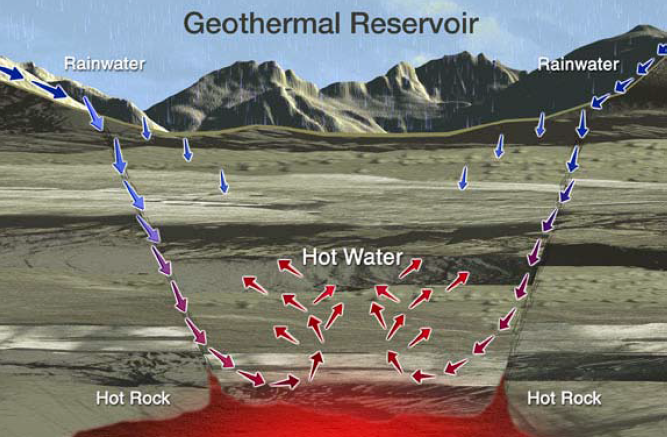 Geothermal Reservoir
Rainwater
Rainwater
Hot Water
Hot Rock
Hot Rock